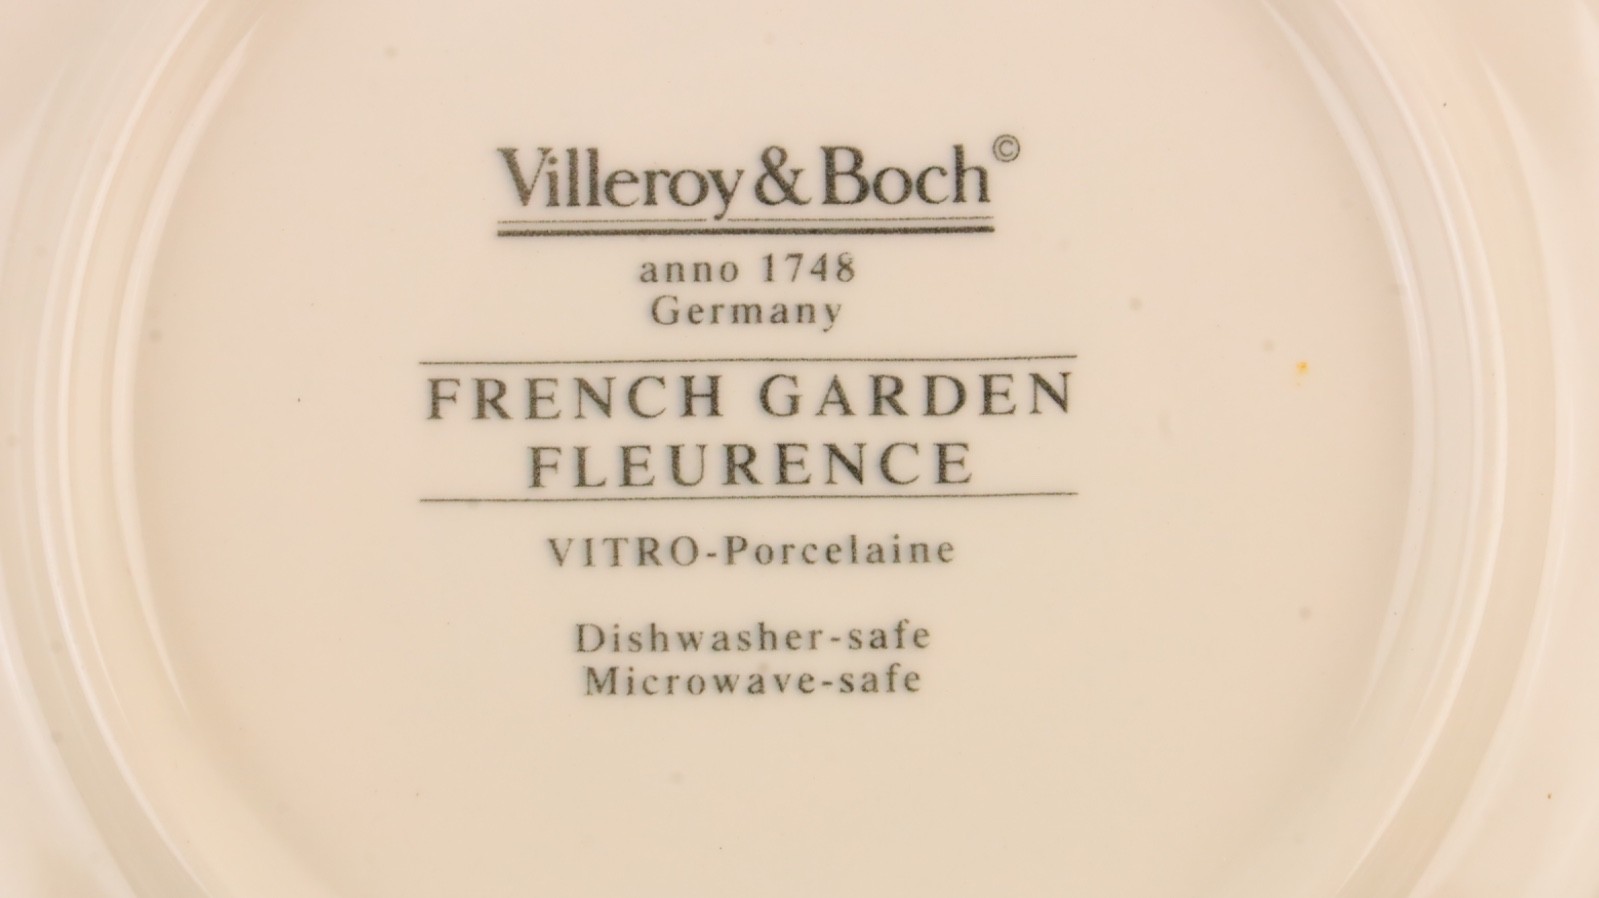 Villeroy & Boch©
anno 1748
Germany
FRENCH GARDEN
FLEURENCE
VITRO-Porcelaine
Dishwasher-safe
Microwave-safe